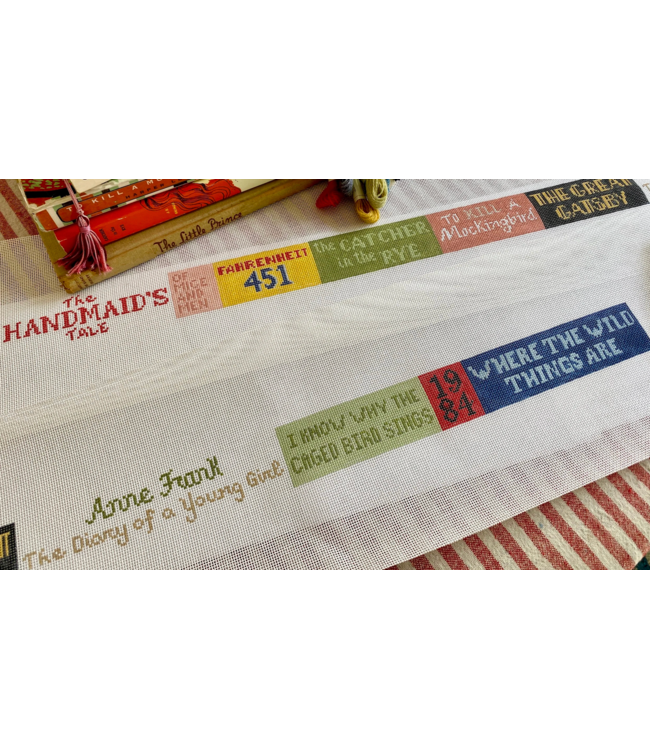 KILL A M
The Little Prince
The
HANDMAID'S
TALE
OF
MICE
AND
MEN
FAHRENHEIT
451
the CATCHER
in the RYE
TO KILL A
Mockingbird
THE GREAT
GATSBY
Anne Frank
The Diary of a Young Girl
I KNOW WHY THE
CAGED BIRD SINGS
19
84
WHERE THE WILD
THINGS ARE